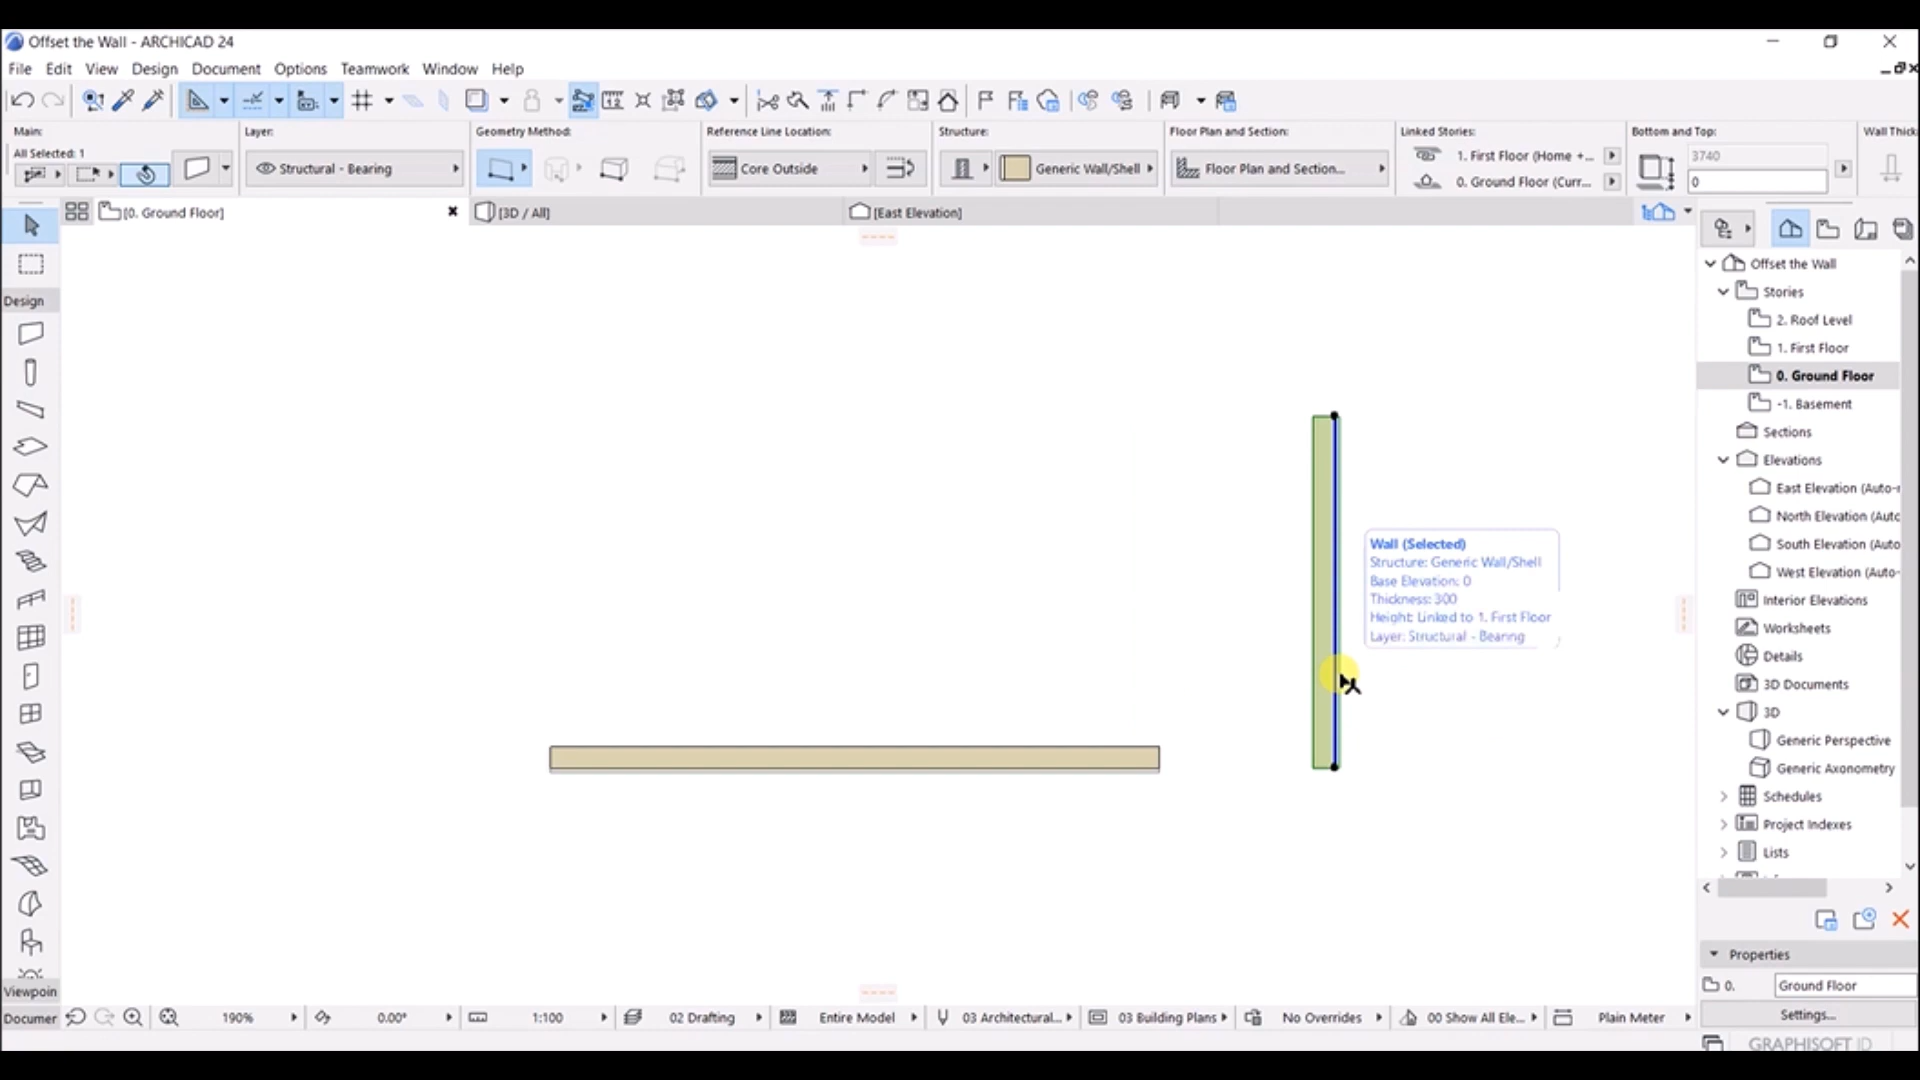 Offset the Wall - ARCHICAD 24
File Edit View Design Document Options Teamwork Window Help
Main:
All Selected: 1
Layer:
Structural - Bearing
Geometry Method:
Reference Line Location:
Core Outside
Structure:
Generic Wall/Shell
Floor Plan and Section:
Floor Plan and Section...
Linked Stories:
1. First Floor (Home +...
0. Ground Floor (Curr...
Bottom and Top:
3740
0
Wall Thick
[0. Ground Floor]
[3D / All]
[East Elevation]
Design
Viewpoin
Documer
Wall (Selected)
Structure: Generic Wall/Shell
Base Elevation: 0
Thickness: 300
Height: Linked to 1. First Floor
Layer: Structural - Bearing
Offset the Wall
Stories
2. Roof Level
1. First Floor
0. Ground Floor
-1. Basement
Sections
Elevations
East Elevation (Auto-r
North Elevation (Autc
South Elevation (Auto
West Elevation (Auto-
Interior Elevations
Worksheets
Details
3D Documents
3D
Generic Perspective
Generic Axonometry
Schedules
Project Indexes
Lists
Properties
0.
Ground Floor
Settings...
GRAPHISOFT ID
190%
0.00°
1:100
02 Drafting
Entire Model
03 Architectural...
03 Building Plans
No Overrides
00 Show All Ele...
Plain Meter